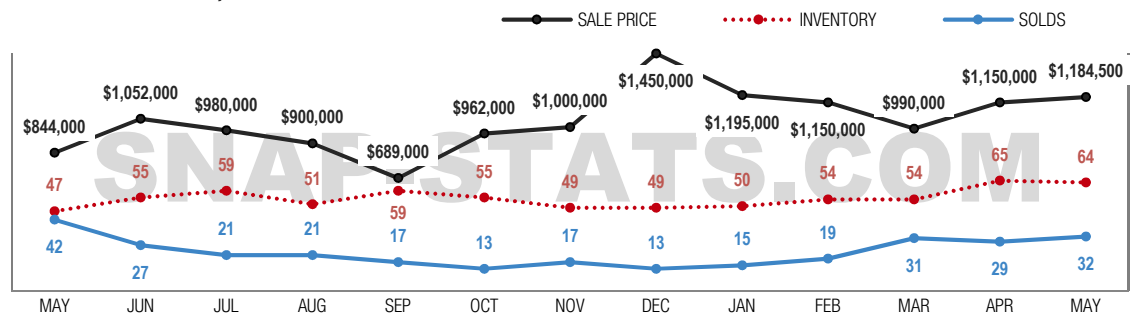 SALE PRICE INVENTORY SOLDS
$1,450,000
$1,184,500
$1,150,000
$1,052,000
$980,000
$962,000
$1,000,000
$990,000
$900,000
$844,000
$1,195,000
$1,150,000
$689,000
SNAP-STATS.COM
47 55 59 51 59 55 49 49 50 54 54 65 64
42 27 21 21 17 13 17 13 15 19 31 29 32
MAY JUN JUL AUG SEP OCT NOV DEC JAN FEB MAR APR MAY